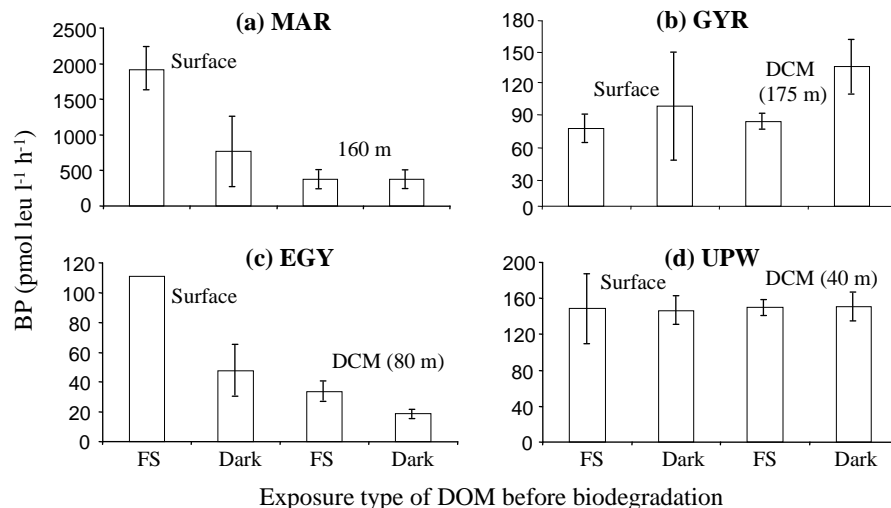 (a) MAR
2500
2000
1500
1000
500
0
Surface
160 m
(b) GYR
180
150
120
90
60
30
0
Surface
DCM
(175 m)
BP (pmol leu l⁻¹ h⁻¹)
(c) EGY
120
100
80
60
40
20
0
Surface
DCM (80 m)
FS Dark FS Dark
(d) UPW
200
160
120
80
40
0
Surface
DCM (40 m)
FS Dark FS Dark
Exposure type of DOM before biodegradation